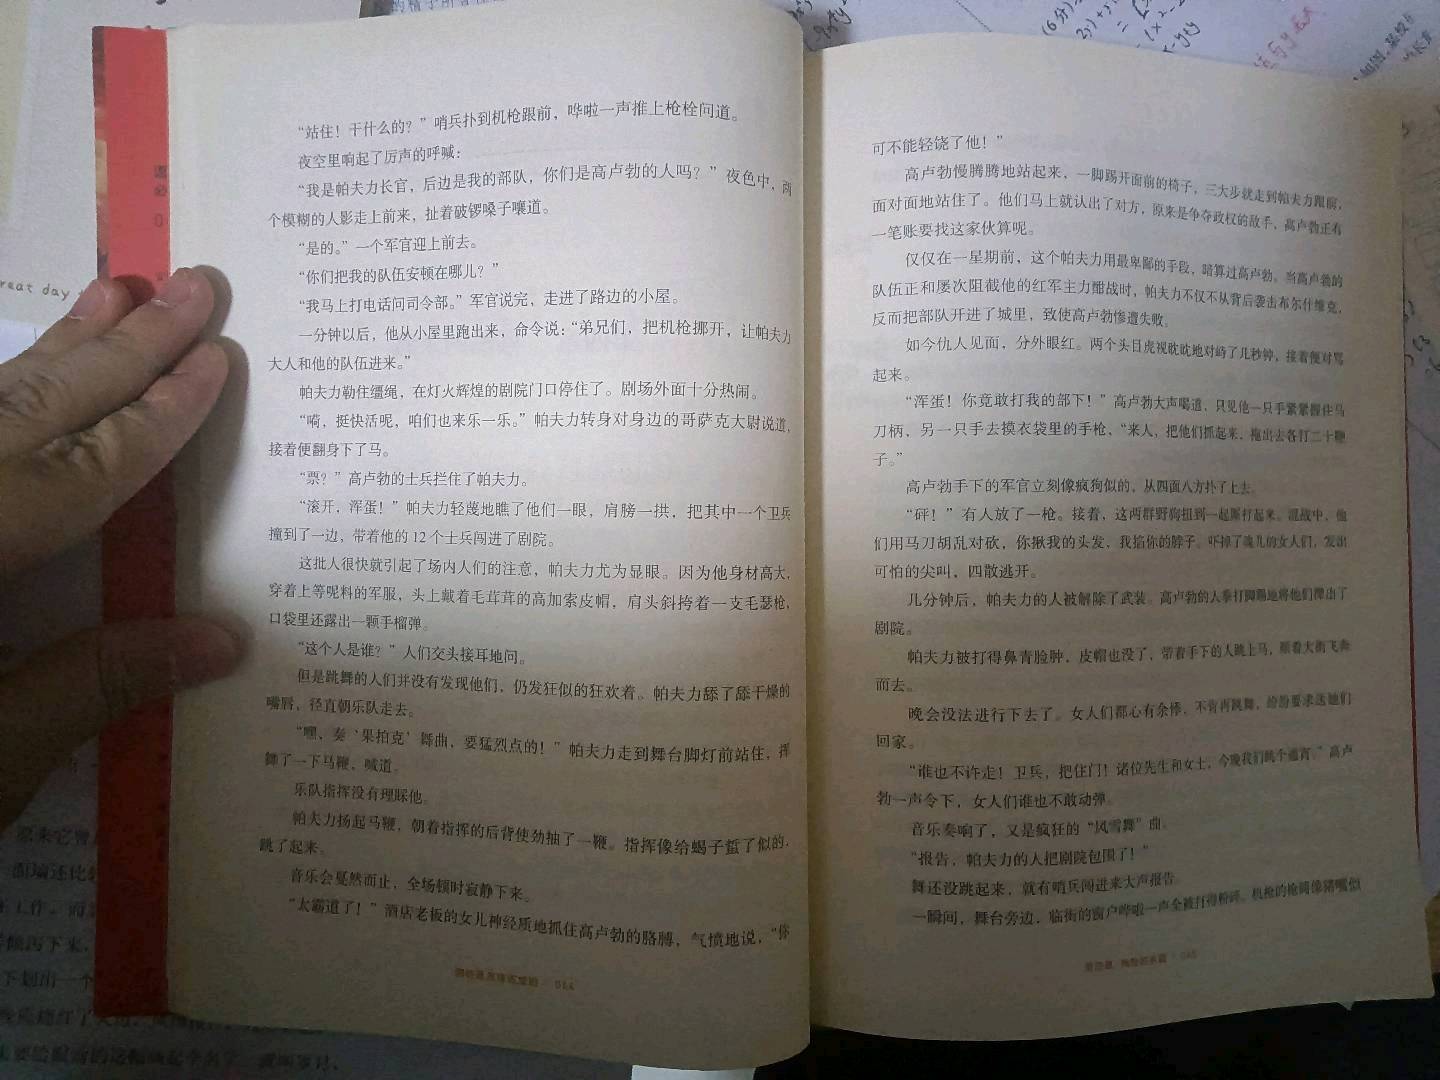 “站住！干什么的？”哨兵扑到机枪跟前，哗啦一声推上枪栓问道。
夜空里响起了厉声的呼喊：
“我是帕夫力长官，后边是我的部队，你们是高卢勃的人吗？”夜色中，两
个模糊的人影走上前来，扯着破锣嗓子嚷道。
“是的。”一个军官迎上前去。
“你们把我的队伍安顿在哪儿？”
“我马上打电话问司令部。”军官说完，走进了路边的小屋。
一分钟以后，他从小屋里跑出来，命令说：“弟兄们，把机枪挪开，让帕夫力
大人和他的队伍进来。”
帕夫力勒住缰绳，在灯火辉煌的剧院门口停住了。剧场外面十分热闹。
“嗬，挺快活呢，咱们也来乐一乐。”帕夫力转身对身边的哥萨克大尉说道，
接着便翻身下了马。
“票？”高卢勃的士兵拦住了帕夫力。
“滚开，浑蛋！”帕夫力轻蔑地瞧了他们一眼，肩膀一拱，把其中一个卫兵
撞到了一边，带着他的12个士兵闯进了剧院。
这批人很快就引起了场内人们的注意，帕夫力尤为显眼。因为他身材高大，
穿着上等呢料的军服，头上戴着毛茸茸的高加索皮帽，肩头斜挎着一支毛瑟枪，
口袋里还露出一颗手榴弹。
“这个人是谁？”人们交头接耳地问。
但是跳舞的人们并没有发现他们，仍发狂似的狂欢着。帕夫力舔了舔干燥的
嘴唇，径直朝乐队走去。
“嘿、奏‘果拍克’舞曲，要猛烈点的！”帕夫力走到舞台脚灯前站住，挥
舞了一下马鞭，喊道。
乐队指挥没有理睬他。
帕夫力扬起马鞭，朝着指挥的后背使劲抽了一鞭。指挥像给蝎子蜇了似的，
跳了起来。
音乐会戛然而止，全场顿时寂静下来。
“太霸道了！”酒店老板的女儿神经质地抓住高卢勃的胳膊，气愤地说，“你
044
可不能轻饶了他！”
高卢勃慢腾腾地站起来，一脚踢开面前的椅子，三大步就走到帕夫力跟前，
面对面地站住了。他们马上就认出了对方，原来是争夺政权的敌手，高卢勃正有
一笔账要找这家伙算呢。
仅仅在一星期前，这个帕夫力用最卑鄙的手段，暗算过高卢勃。当高卢勃的
队伍正和屡次阻截他的红军主力酣战时，帕夫力不仅不从背后袭击布尔什维克，
反而把部队开进了城里，致使高卢勃惨遭失败。
如今仇人见面，分外眼红。两个头目虎视眈眈地对峙了几秒钟，接着便对骂
起来。
“浑蛋！你竟敢打我的部下！”高卢勃大声喝道，只见他一只手紧紧握住马
刀柄、另一只手去摸衣袋里的手枪，“来人，把他们抓起来，拖出去各打二十鞭
子。”
高卢勃手下的军官立刻像疯狗似的，从四面八方扑了上去。
“砰！”有人放了一枪。接着，这两群野狗扭到一起厮打起来。混战中，他
们用马刀胡乱对砍，你揪我的头发，我掐你的脖子。吓掉了魂儿的女人们，发出
可怕的尖叫，四散逃开。
几分钟后，帕夫力的人被解除了武装。高卢勃的人拳打脚踢地将他们撵出了
剧院。
帕夫力被打得鼻青脸肿，皮帽也没了，带着手下的人跳上马，顺着大街飞奔
而去。
晚会没法进行下去了。女人们都心有余悸，不肯再跳舞，纷纷要求送她们
回家。
“谁也不许走！卫兵，把住门！诸位先生和女士，今晚我们跳个通宵。”高卢
勃一声令下，女人们谁也不敢动弹。
音乐奏响了，又是疯狂的“风雪舞”曲。
“报告，帕夫力的人把剧院包围了！”
舞还没跳起来，就有哨兵闯进来大声报告。
一瞬间，舞台旁边，临街的窗户哗啦一声全被打得粉碎。机枪的枪筒像猪嘴似
045